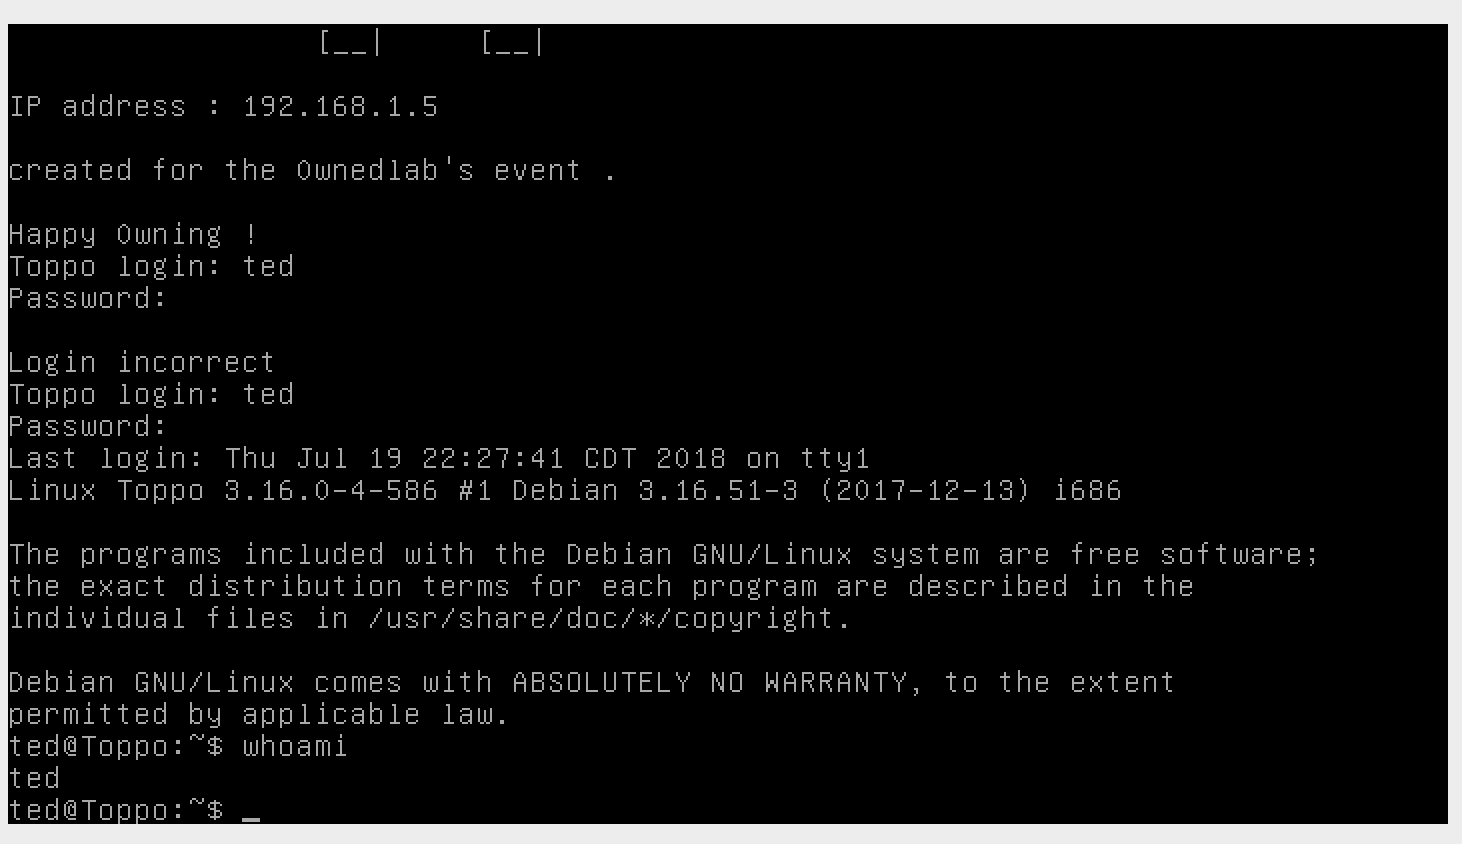 [__|      [__|
IP address : 192.168.1.5
created for the Ownedlab's event .
Happy Owning !
Toppo login: ted
Password:
Login incorrect
Toppo login: ted
Password:
Last login: Thu Jul 19 22:27:41 CDT 2018 on tty1
Linux Toppo 3.16.0-4-586 #1 Debian 3.16.51-3 (2017-12-13) i686
The programs included with the Debian GNU/Linux system are free software;
the exact distribution terms for each program are described in the
individual files in /usr/share/doc/*/copyright.
Debian GNU/Linux comes with ABSOLUTELY NO WARRANTY, to the extent
permitted by applicable law.
ted@Toppo:~$ whoami
ted
ted@Toppo:~$ _